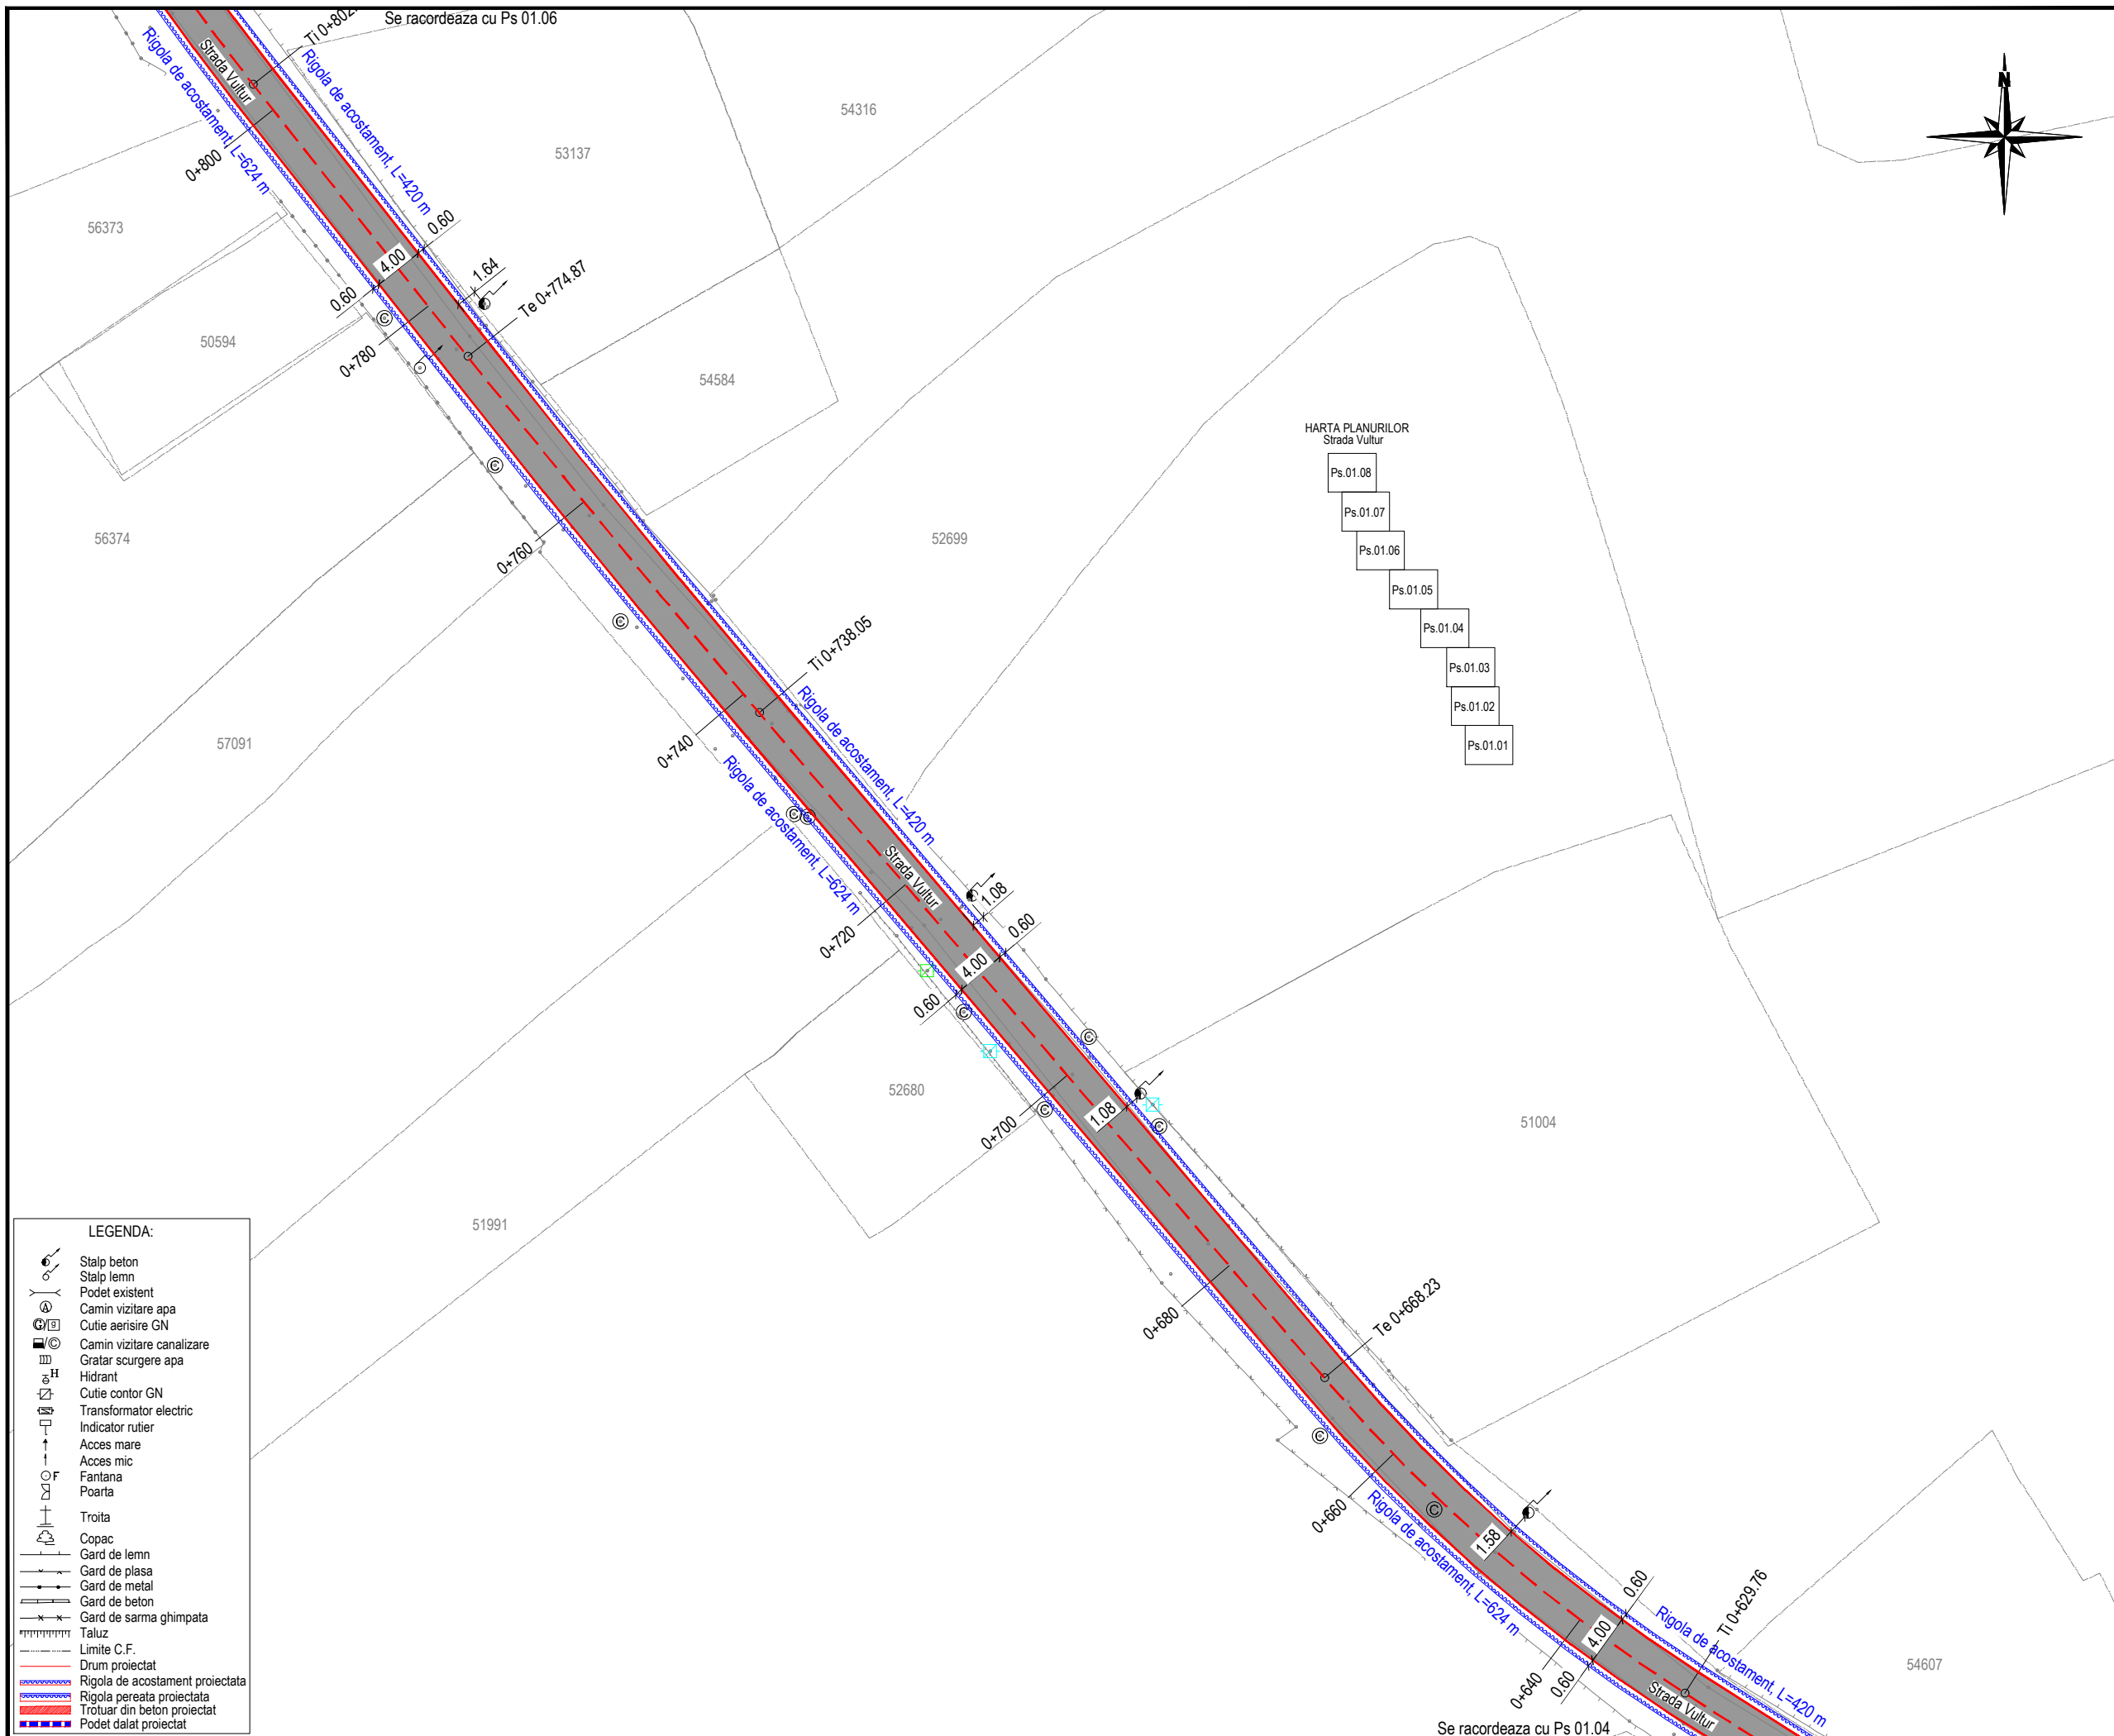 Se racordeaza cu Ps 01.06
Strada Vultur
Rigola de acostament, L=624 m
Rigola de acostament, L=420 m
0+800
N
54316
53137
56373
0.60
4.00
0.60
1.64
Te 0+774.87
0+780
50594
54584
56374
0+760
52699
HARTA PLANURILOR
Strada Vultur
Ps.01.08
Ps.01.07
Ps.01.06
Ps.01.05
Ps.01.04
Ps.01.03
Ps.01.02
Ps.01.01
Ti 0+738.05
0+740
Rigola de acostament, L=420 m
Rigola de acostament, L=624 m
57091
Strada Vultur
0+720
1.08
0.60
4.00
0.60
52680
0+700
1.08
51004
51991
0+680
Te 0+668.23
0+660
Rigola de acostament, L=624 m
1.58
0.60
4.00
0.60
0+640
Ti 0+629.76
Rigola de acostament, L=420 m
Strada Vultur
54607
Se racordeaza cu Ps 01.04
LEGENDA:
Stalp beton
Stalp lemn
Podet existent
A Camin vizitare apa
G/g Cutie aerisire GN
/C Camin vizitare canalizare
Gratar scurgere apa
H Hidrant
Cutie contor GN
Transformator electric
Indicator rutier
Acces mare
Acces mic
F Fantana
Poarta
Troita
Copac
Gard de lemn
Gard de plasa
Gard de metal
Gard de beton
Gard de sarma ghimpata
Taluz
Limite C.F.
Drum proiectat
Rigola de acostament proiectata
Rigola pereata proiectata
Trotuar din beton proiectat
Podet dalat proiectat